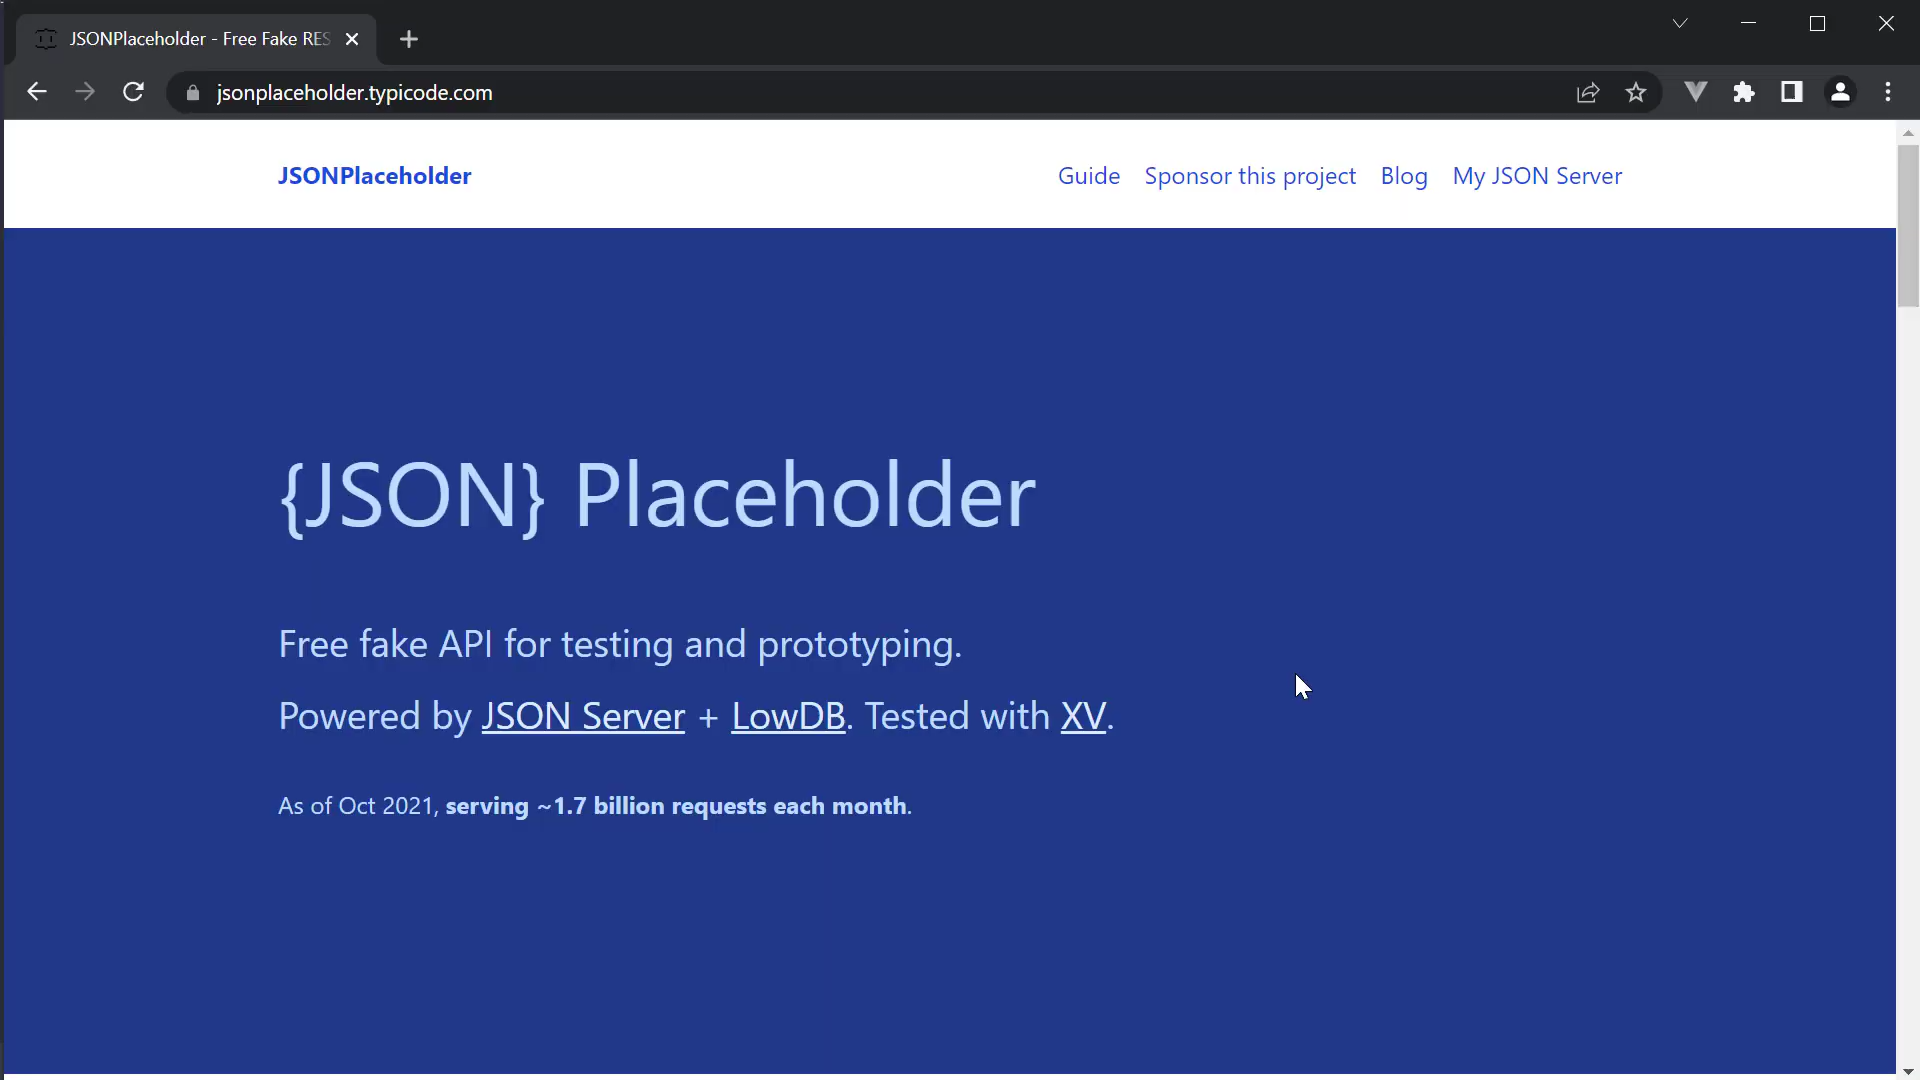 JSONPlaceholder - Free Fake RES
jsonplaceholder.typicode.com
JSONPlaceholder Guide Sponsor this project Blog My JSON Server
{JSON} Placeholder
Free fake API for testing and prototyping.
Powered by JSON Server + LowDB. Tested with XV.
As of Oct 2021, serving ~1.7 billion requests each month.